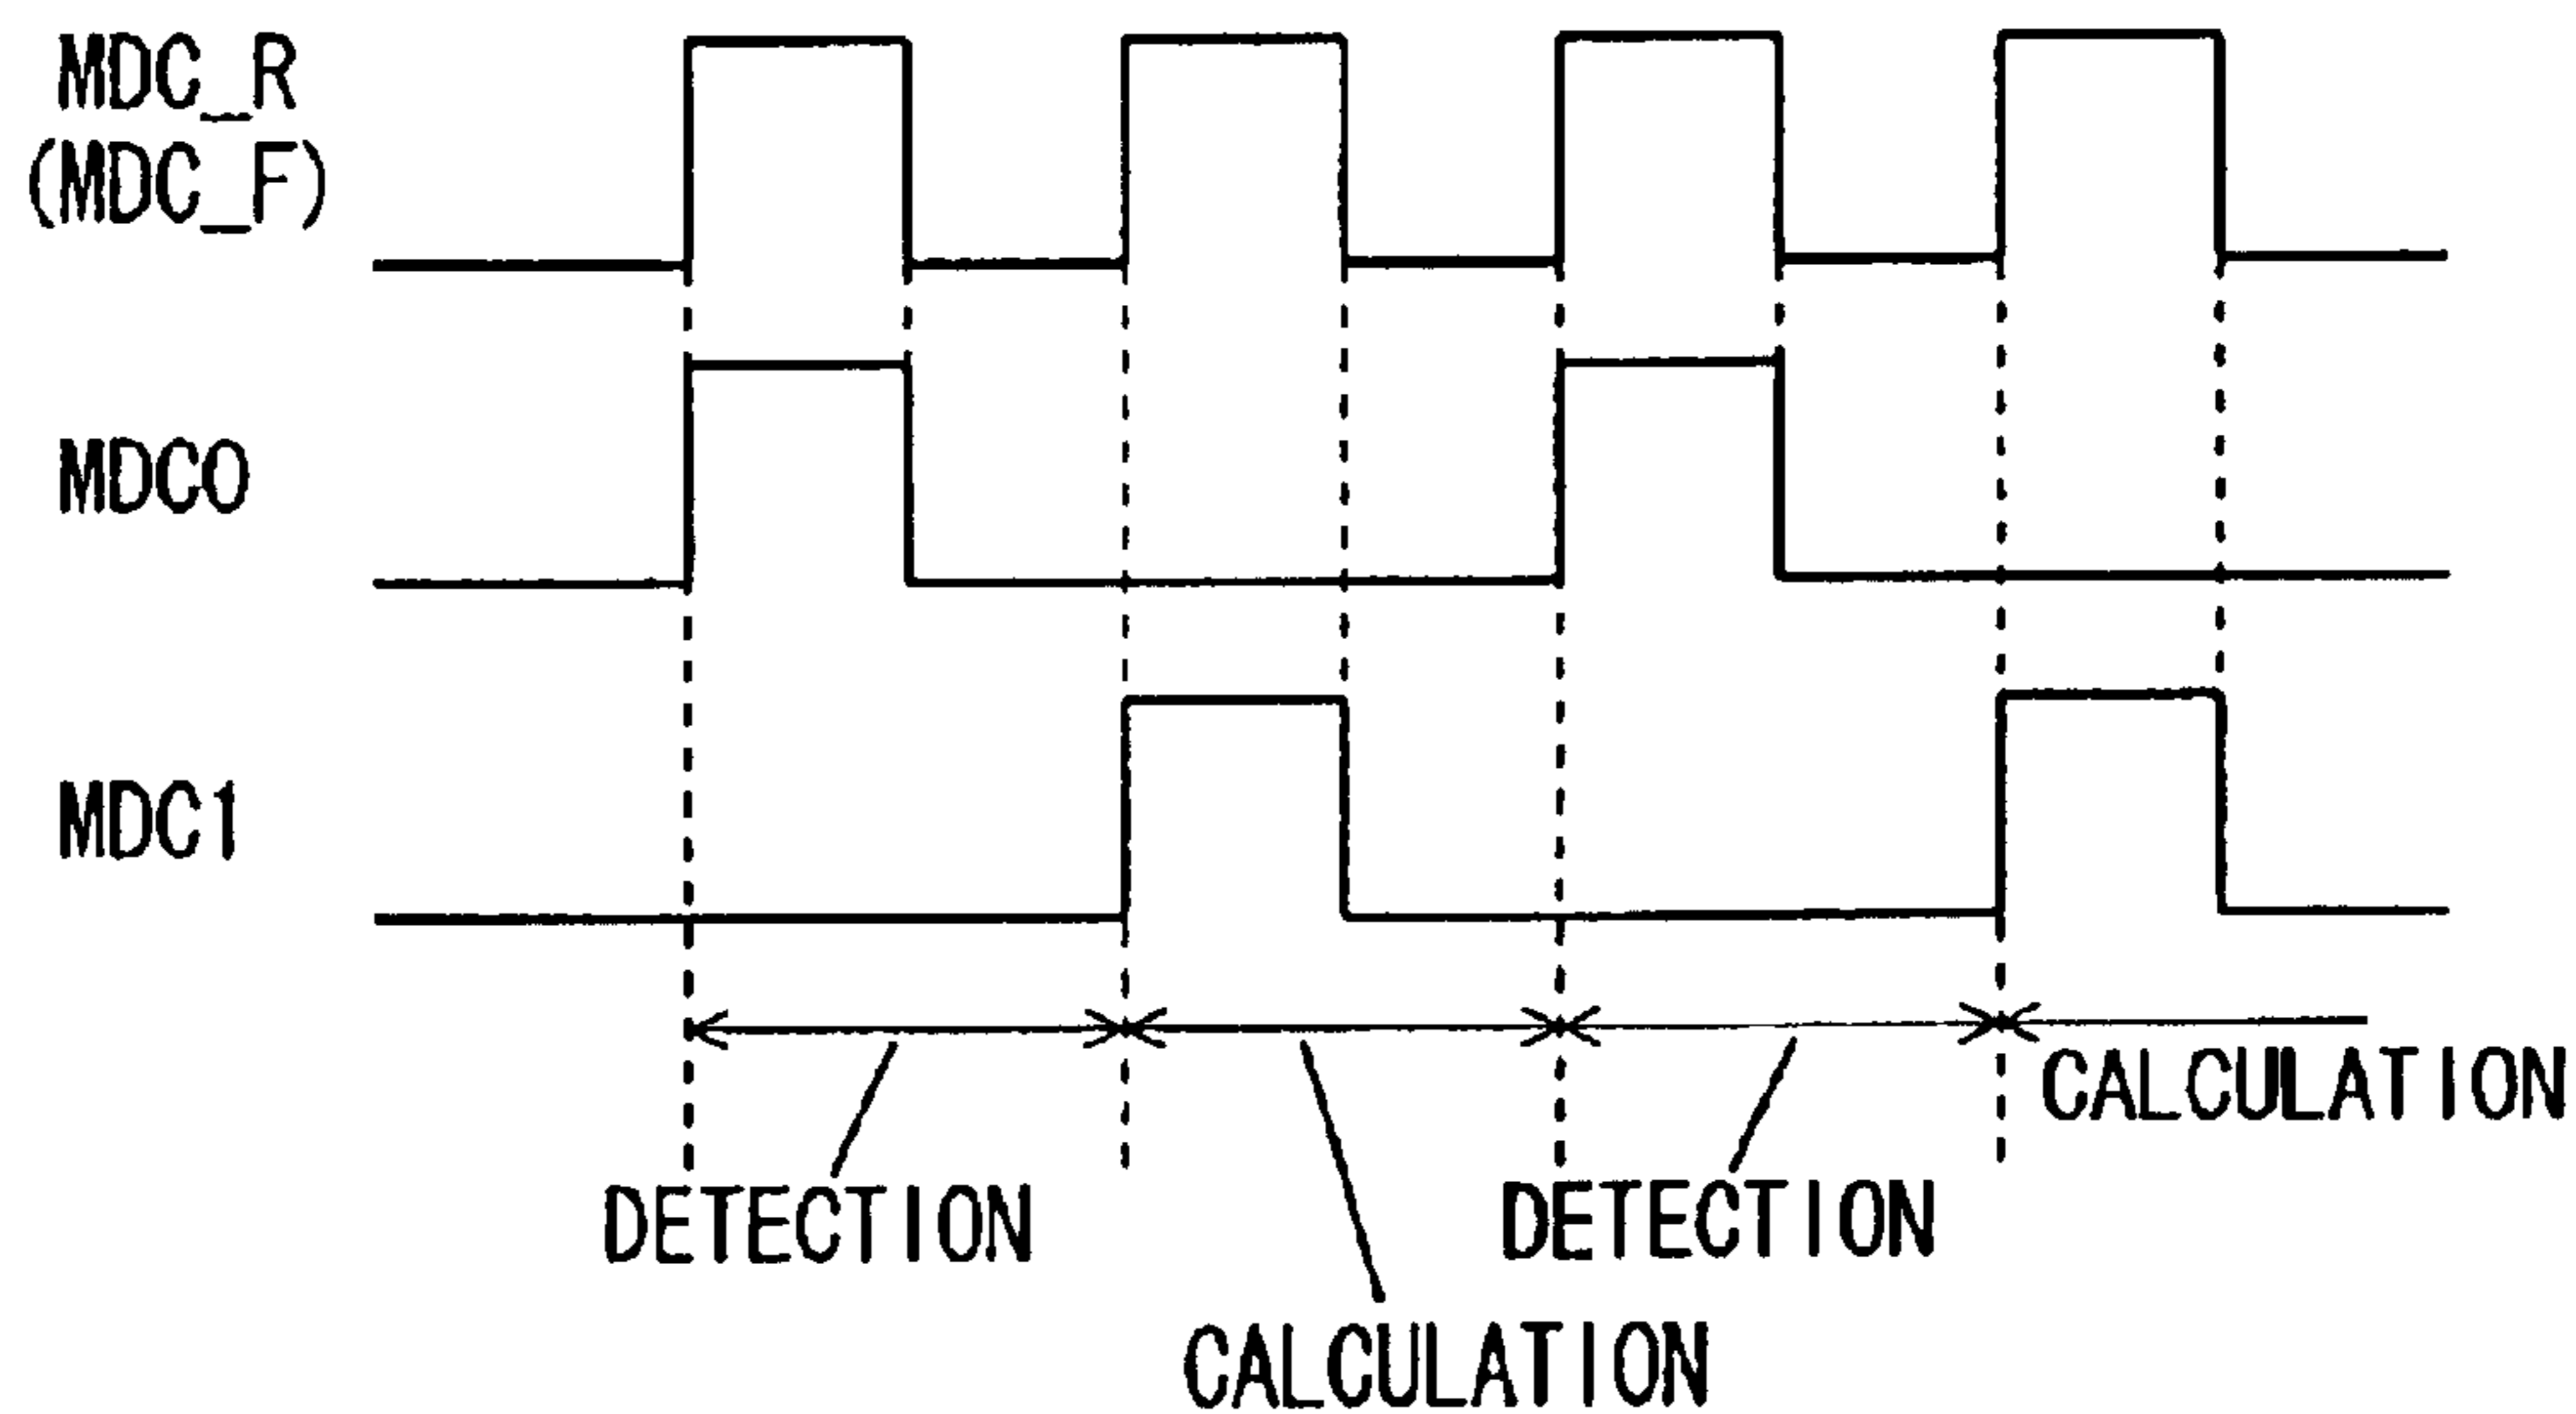 MDC_R
(MDC_F)
MDC0
MDC1
CALCULATION
DETECTION
DETECTION
CALCULATION